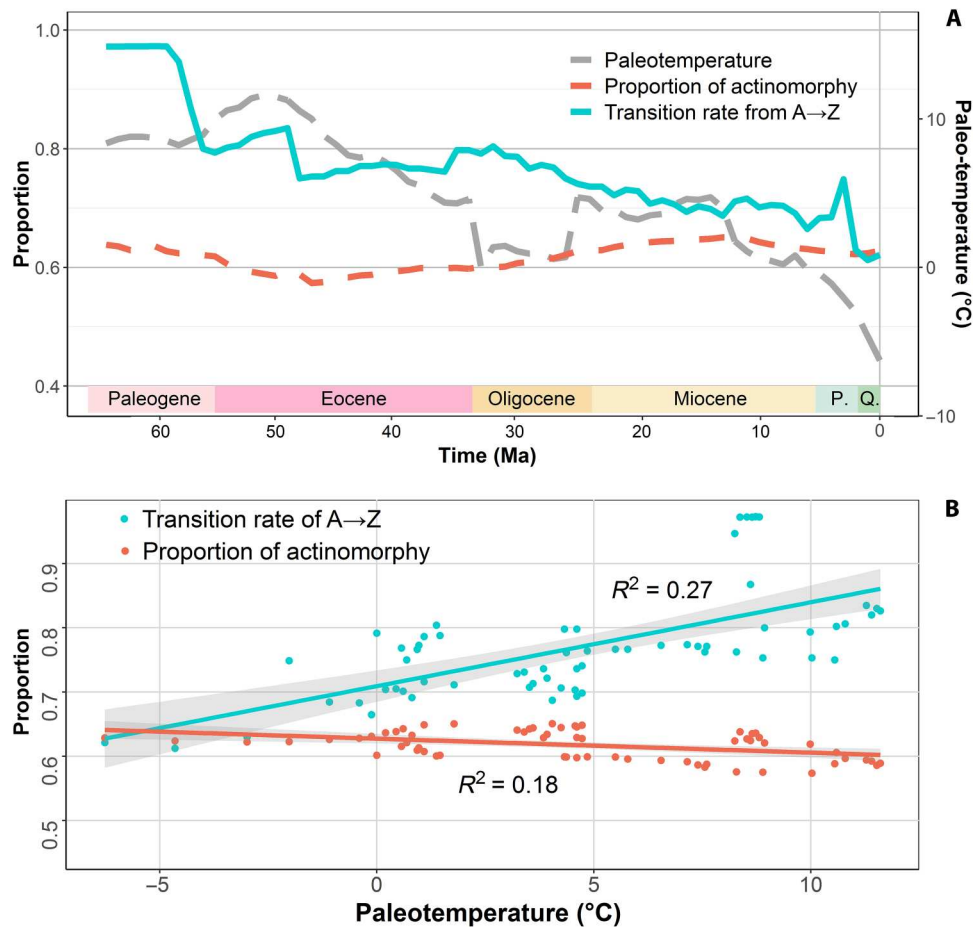 A
Paleotemperature
Proportion of actinomorphy
Transition rate from A→Z
1.0
0.8
0.6
0.4
Proportion
10
0
−10
Paleo-temperature (°C)
Paleogene Eocene Oligocene Miocene P. Q.
60 50 40 30 20 10 0
Time (Ma)
B
Transition rate of A→Z
Proportion of actinomorphy
R² = 0.27
R² = 0.18
0.9
0.8
0.7
0.6
0.5
Proportion
−5 0 5 10
Paleotemperature (°C)